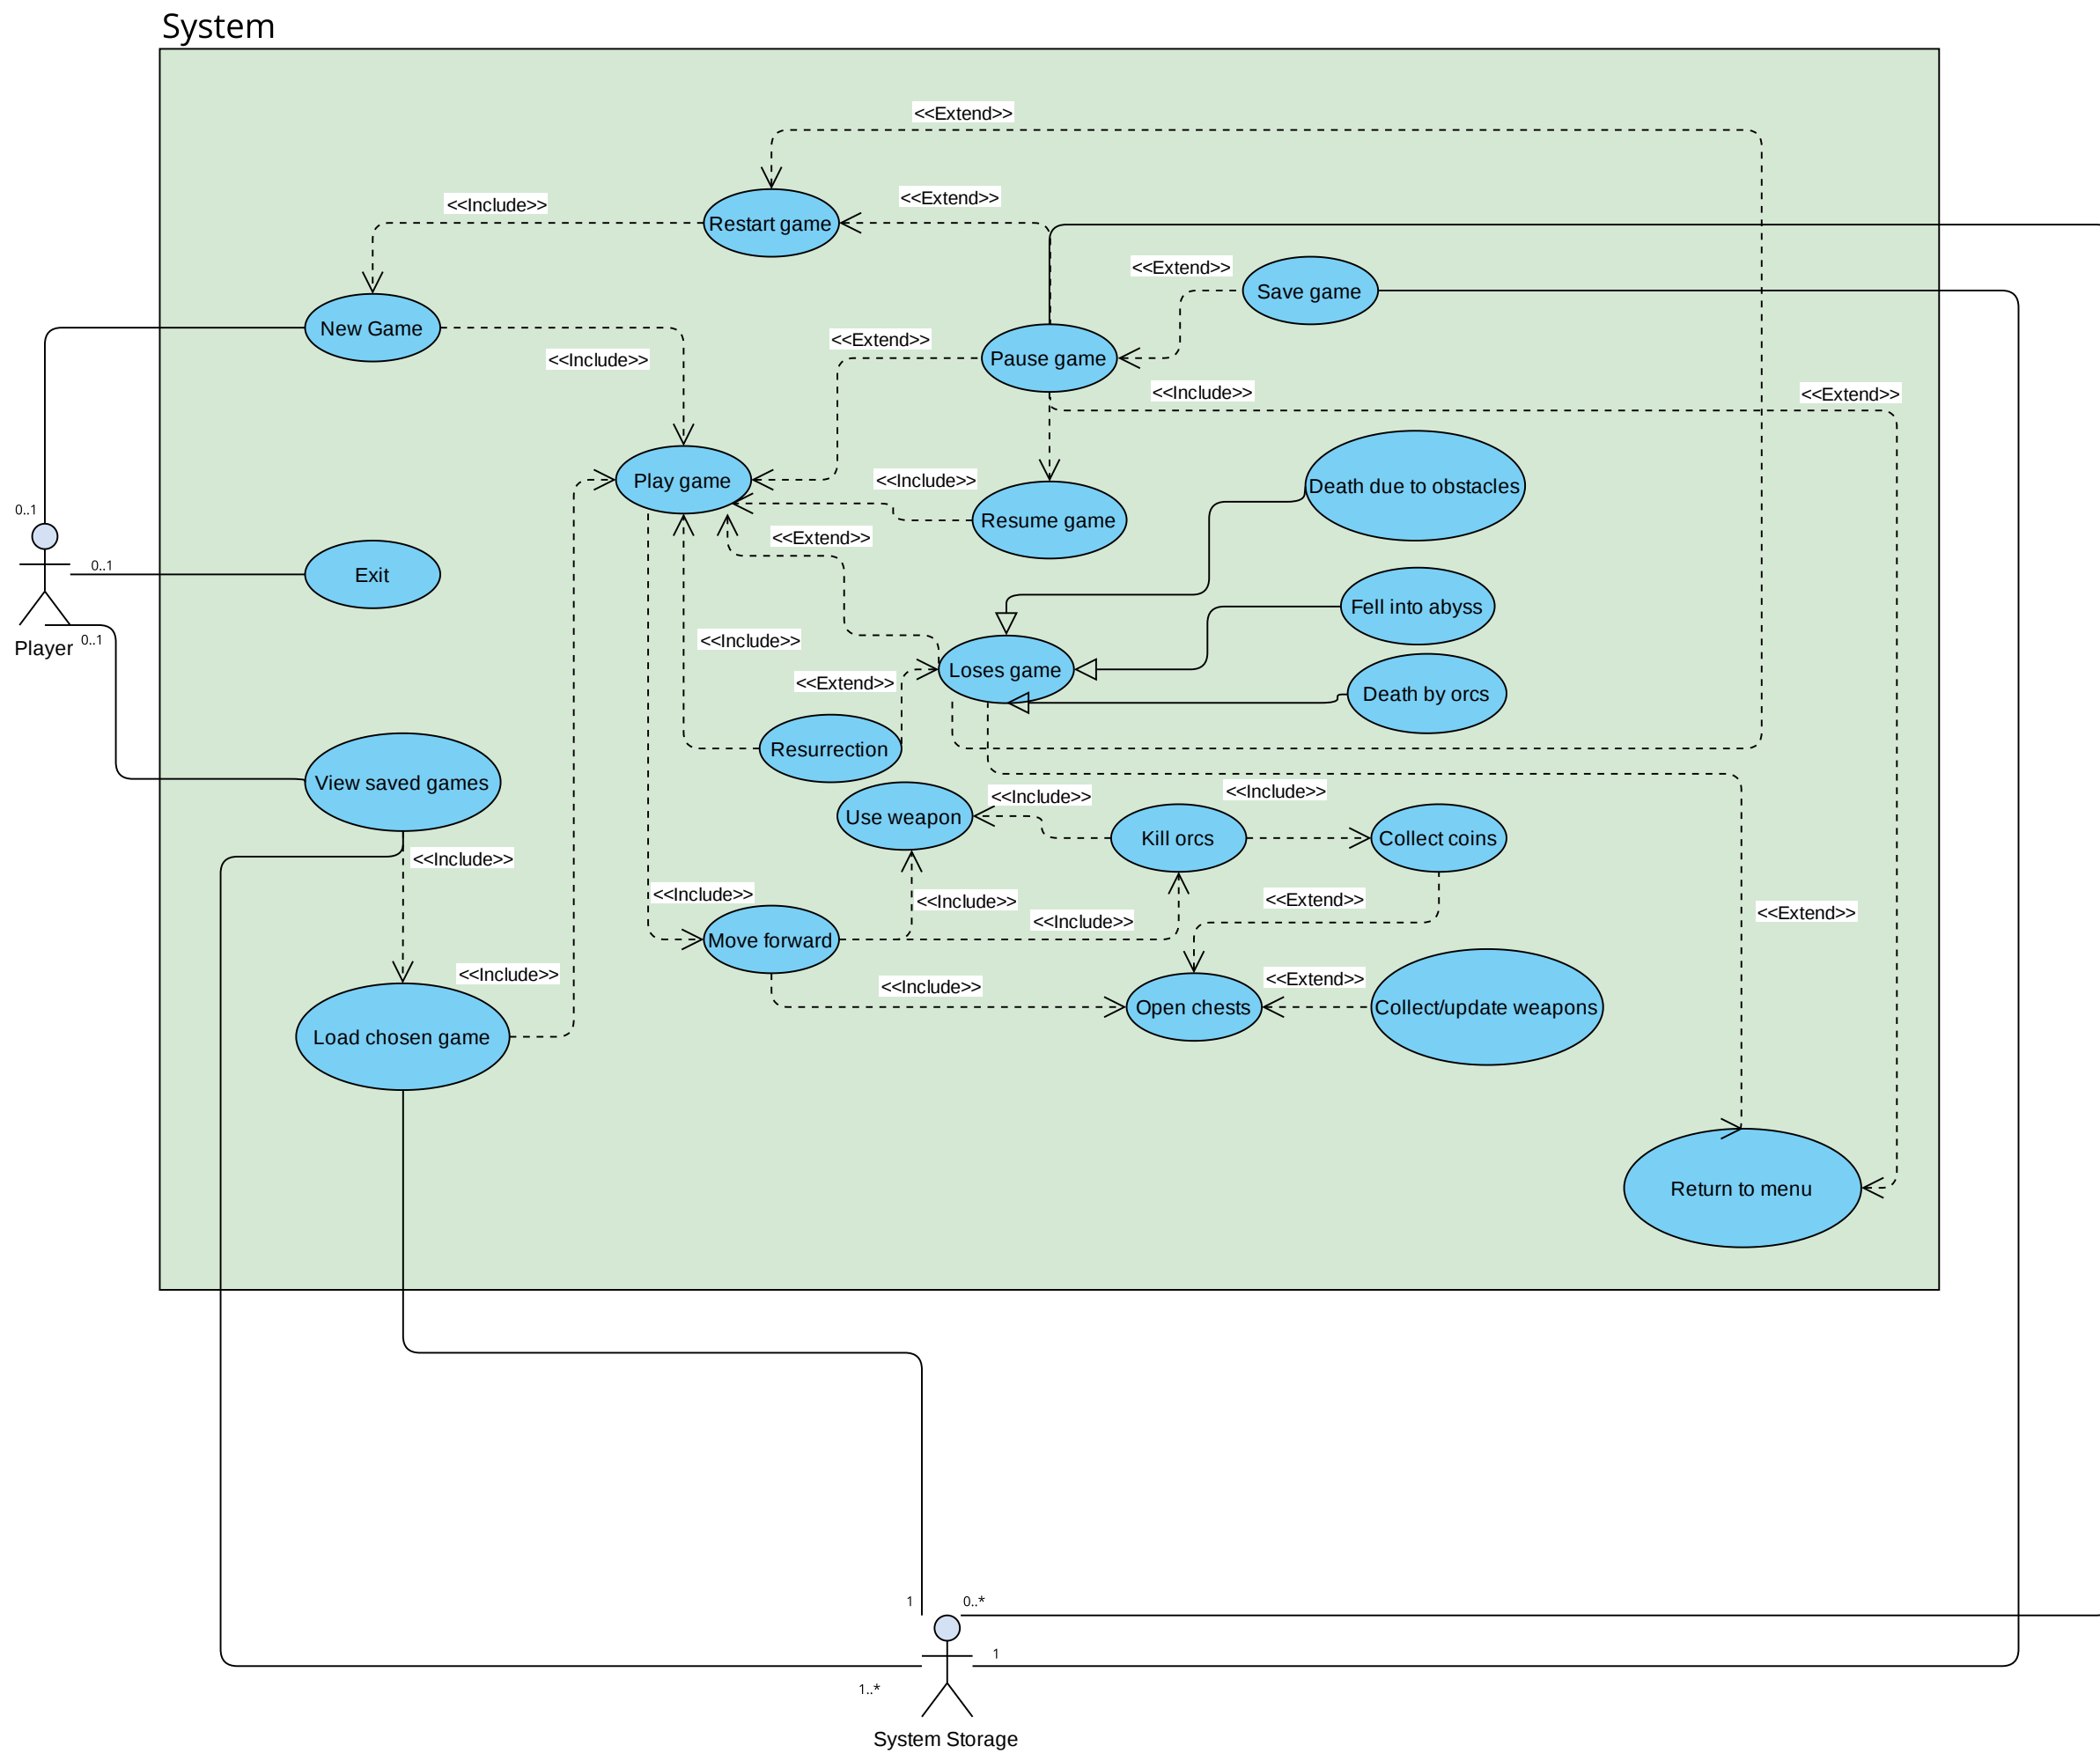 System
<<Extend>>
<<Extend>>
<<Include>>
Restart game
<<Extend>>
Save game
New Game
<<Extend>>
<<Include>>
Pause game
<<Include>>
<<Extend>>
Play game
<<Include>>
Death due to obstacles
0..1
Resume game
<<Extend>>
0..1
Exit
Fell into abyss
Player
0..1
<<Include>>
Loses game
<<Extend>>
Death by orcs
Resurrection
View saved games
<<Include>>
<<Include>>
Use weapon
Kill orcs
Collect coins
<<Include>>
<<Include>>
<<Include>>
<<Extend>>
<<Include>>
<<Extend>>
Move forward
<<Include>>
<<Include>>
<<Extend>>
Open chests
Collect/update weapons
Load chosen game
Return to menu
1
0..*
1
1..*
System Storage